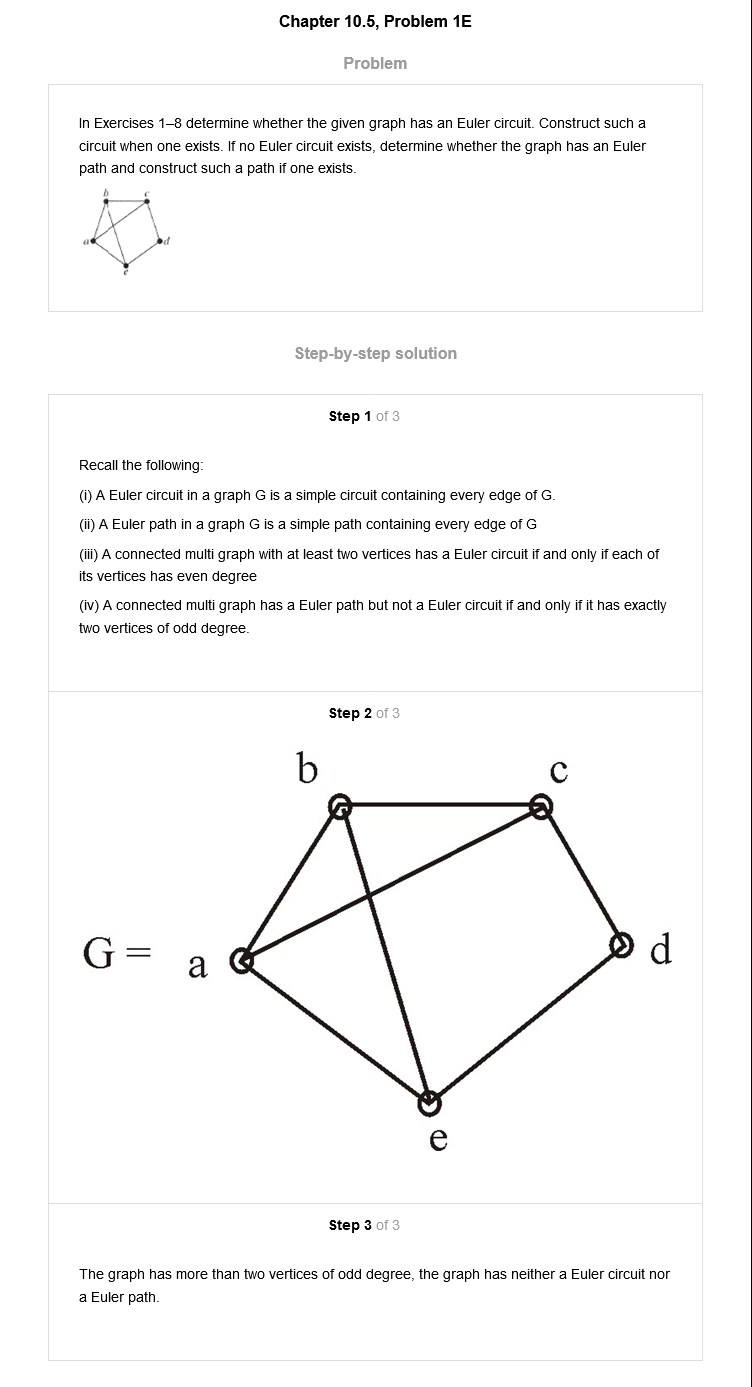 Chapter 10.5, Problem 1E
Problem
In Exercises 1–8 determine whether the given graph has an Euler circuit. Construct such a
circuit when one exists. If no Euler circuit exists, determine whether the graph has an Euler
path and construct such a path if one exists.
b c
a d
e
Step-by-step solution
Step 1 of 3
Recall the following:
(i) A Euler circuit in a graph G is a simple circuit containing every edge of G.
(ii) A Euler path in a graph G is a simple path containing every edge of G
(iii) A connected multi graph with at least two vertices has a Euler circuit if and only if each of
its vertices has even degree
(iv) A connected multi graph has a Euler path but not a Euler circuit if and only if it has exactly
two vertices of odd degree.
Step 2 of 3
b c
G = a d
e
Step 3 of 3
The graph has more than two vertices of odd degree, the graph has neither a Euler circuit nor
a Euler path.